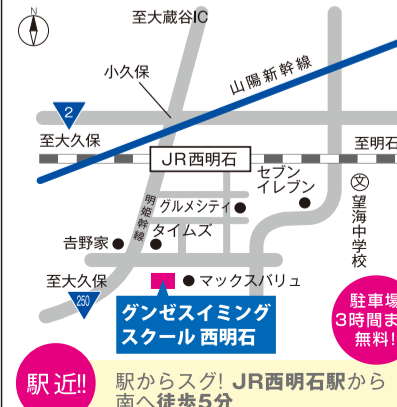 N
至大蔵谷IC
小久保
山陽新幹線
2
至大久保
至明石
JR西明石
セブン
イレブン
明姫幹線
グルメシティ
望海中学校
文
吉野家
タイムズ
至大久保
250
マックスバリュ
グンゼスイミング
スクール 西明石
駐車場
3時間ま
無料!
駅近!!
駅からスグ! JR西明石駅から
南へ徒歩5分